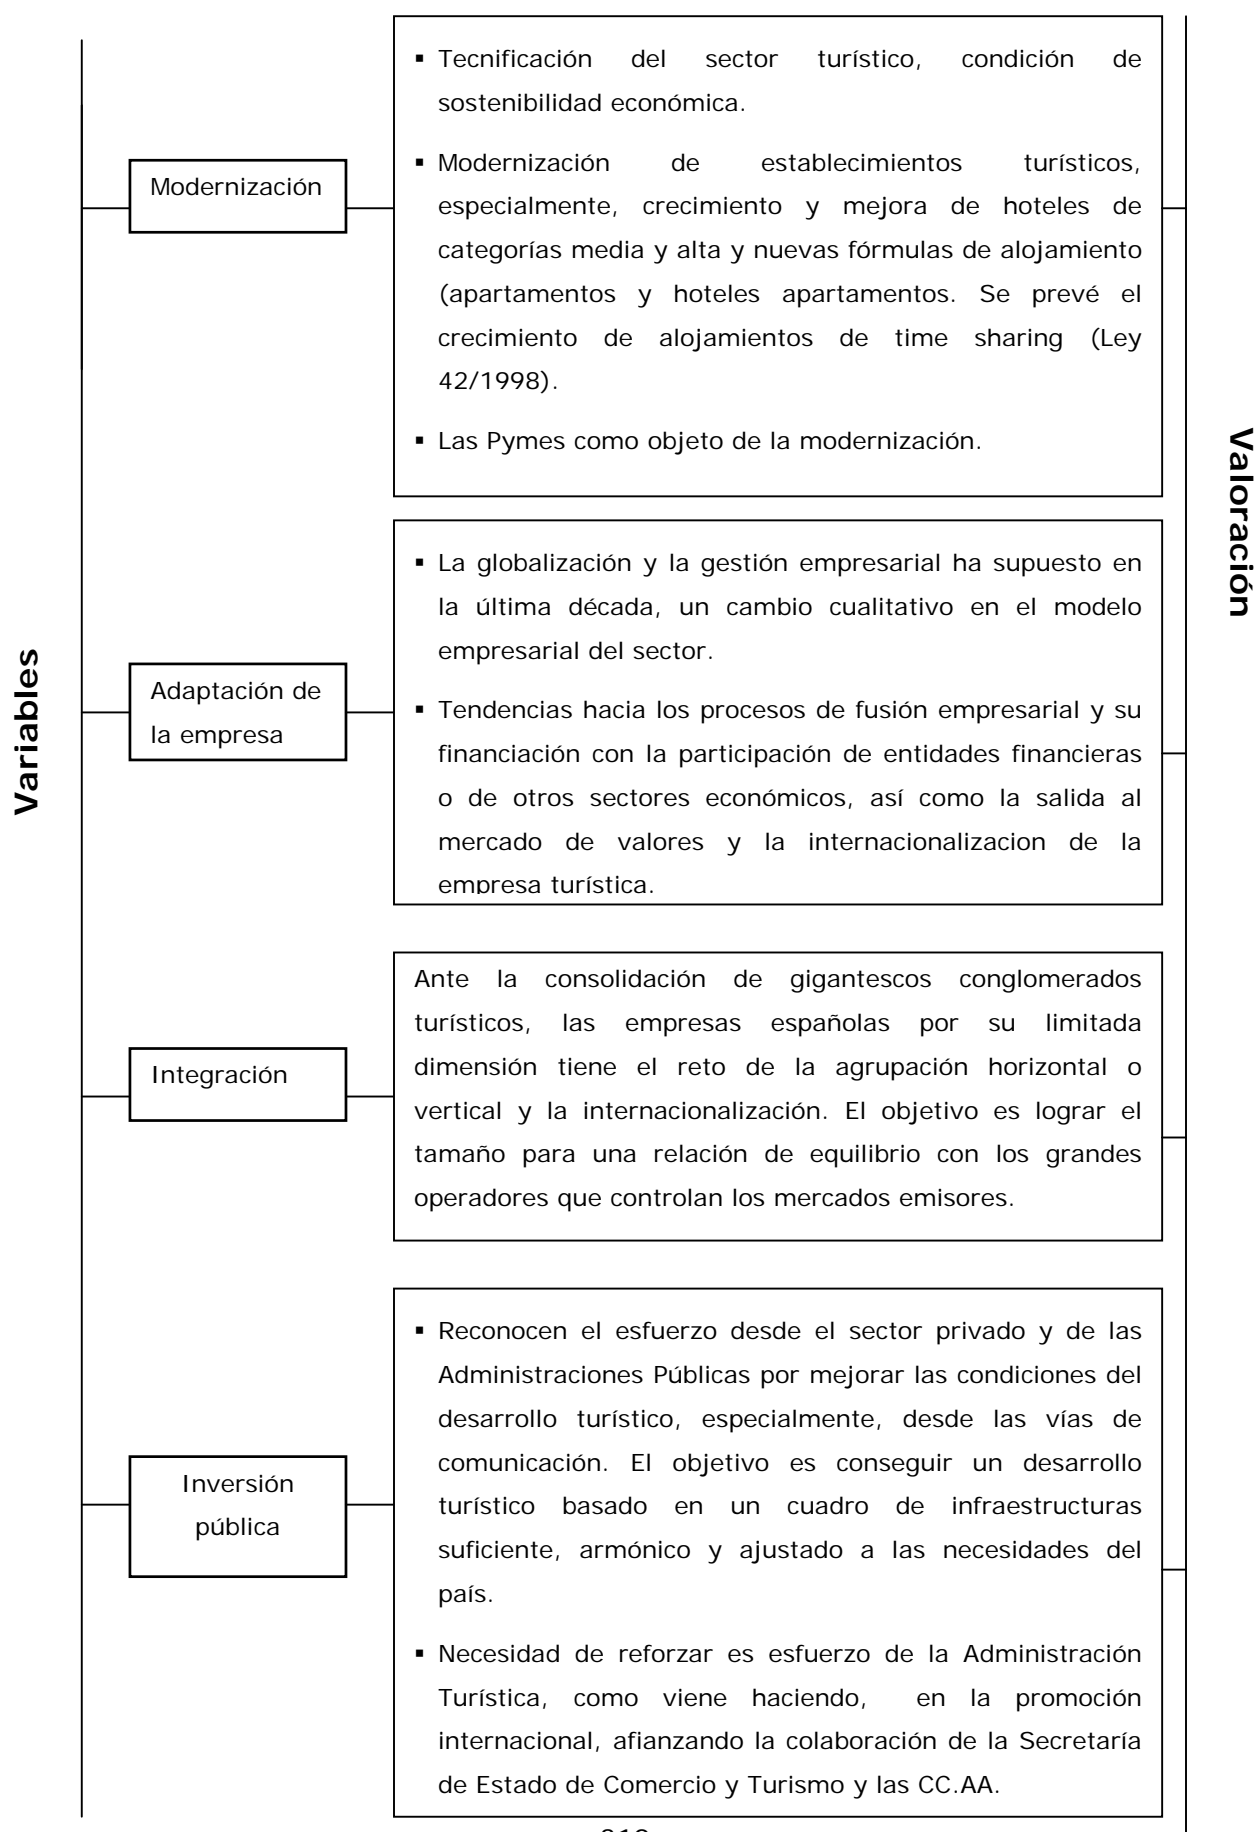 Variables
Valoración
Modernización
▪ Tecnificación del sector turístico, condición de
sostenibilidad económica.
▪ Modernización de establecimientos turísticos,
especialmente, crecimiento y mejora de hoteles de
categorías media y alta y nuevas fórmulas de alojamiento
(apartamentos y hoteles apartamentos. Se prevé el
crecimiento de alojamientos de time sharing (Ley
42/1998).
▪ Las Pymes como objeto de la modernización.
Adaptación de
la empresa
▪ La globalización y la gestión empresarial ha supuesto en
la última década, un cambio cualitativo en el modelo
empresarial del sector.
▪ Tendencias hacia los procesos de fusión empresarial y su
financiación con la participación de entidades financieras
o de otros sectores económicos, así como la salida al
mercado de valores y la internacionalizacion de la
empresa turística.
Integración
Ante la consolidación de gigantescos conglomerados
turísticos, las empresas españolas por su limitada
dimensión tiene el reto de la agrupación horizontal o
vertical y la internacionalización. El objetivo es lograr el
tamaño para una relación de equilibrio con los grandes
operadores que controlan los mercados emisores.
Inversión
pública
▪ Reconocen el esfuerzo desde el sector privado y de las
Administraciones Públicas por mejorar las condiciones del
desarrollo turístico, especialmente, desde las vías de
comunicación. El objetivo es conseguir un desarrollo
turístico basado en un cuadro de infraestructuras
suficiente, armónico y ajustado a las necesidades del
país.
▪ Necesidad de reforzar es esfuerzo de la Administración
Turística, como viene haciendo, en la promoción
internacional, afianzando la colaboración de la Secretaría
de Estado de Comercio y Turismo y las CC.AA.